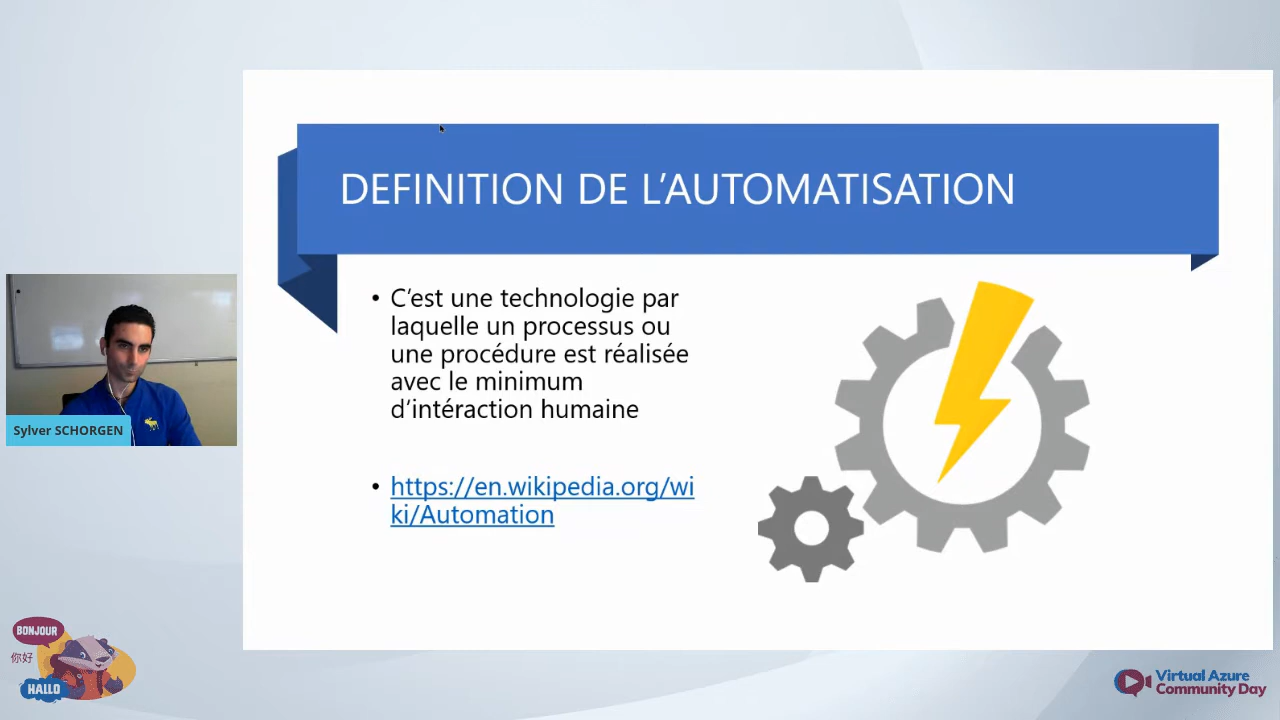 DEFINITION DE L’AUTOMATISATION
• C’est une technologie par
laquelle un processus ou
une procédure est réalisée
avec le minimum
d’intéraction humaine
• https://en.wikipedia.org/wi
ki/Automation
Sylver SCHORGEN
BONJOUR
你好
HALLO
Virtual Azure
Community Day